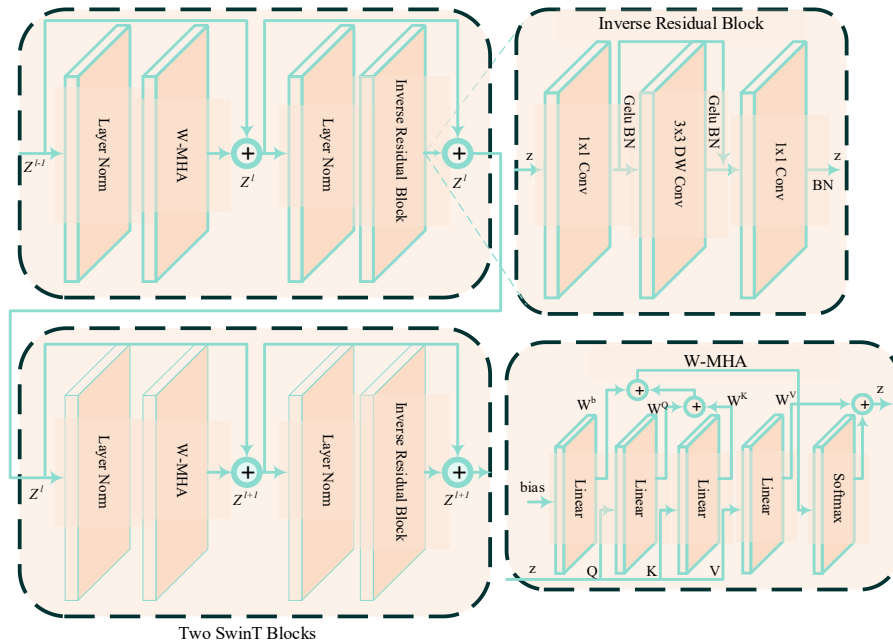 Inverse Residual Block
Z^{l-1}
Layer Norm
W-MHA
Z^l
Layer Norm
Inverse Residual Block
Z^l
z
1x1 Conv
Gelu BN
3x3 DW Conv
Gelu BN
1x1 Conv
z
BN
Z^l
Layer Norm
W-MHA
Z^{l+1}
Layer Norm
Inverse Residual Block
Z^{l+1}
Two SwinT Blocks
W-MHA
W^b
W^Q
W^K
W^V
z
bias
Linear
Linear
Linear
Linear
Softmax
z
Q
K
V